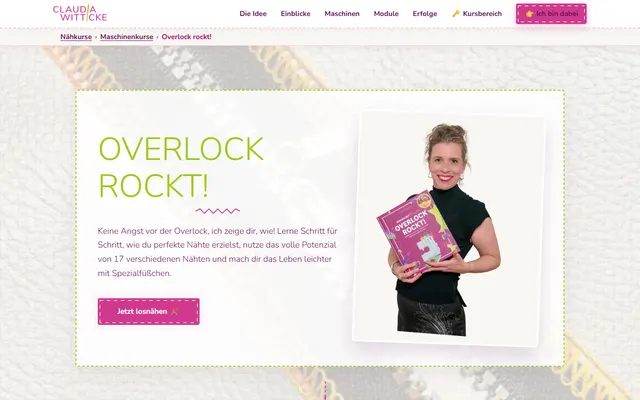 CLAUDIA
WITTICKE
Die Idee Einblicke Maschinen Module Erfolge 🔑 Kursbereich 👉 Ich bin dabei
Nähkurse › Maschinenkurse › Overlock rockt!
OVERLOCK
ROCKT!
Keine Angst vor der Overlock, ich zeige dir, wie! Lerne Schritt für
Schritt, wie du perfekte Nähte erzielst, nutze das volle Potenzial
von 17 verschiedenen Nähten und mach dir das Leben leichter
mit Spezialfüßchen.
Jetzt losnähen
OVERLOCK
ROCKT!